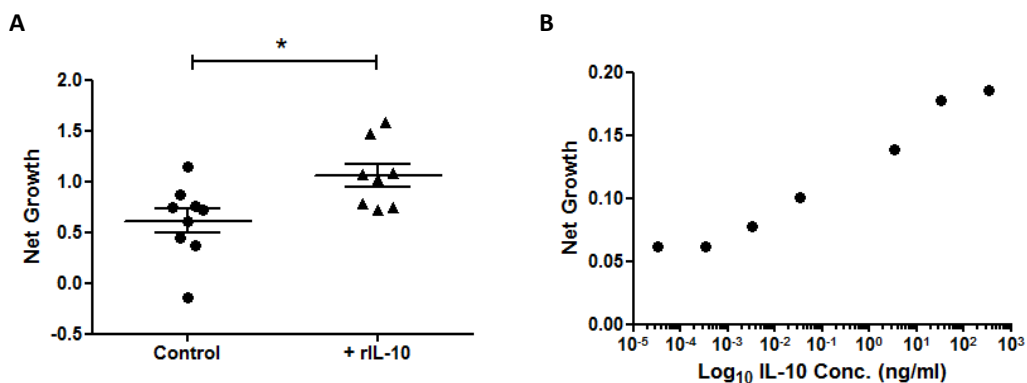 A
*
Net Growth
2.0
1.5
1.0
0.5
0.0
-0.5
Control
+ rIL-10
B
Net Growth
0.20
0.15
0.10
0.05
0.00
10⁻⁵ 10⁻⁴ 10⁻³ 10⁻² 10⁻¹ 10⁰ 10¹ 10² 10³
Log₁₀ IL-10 Conc. (ng/ml)